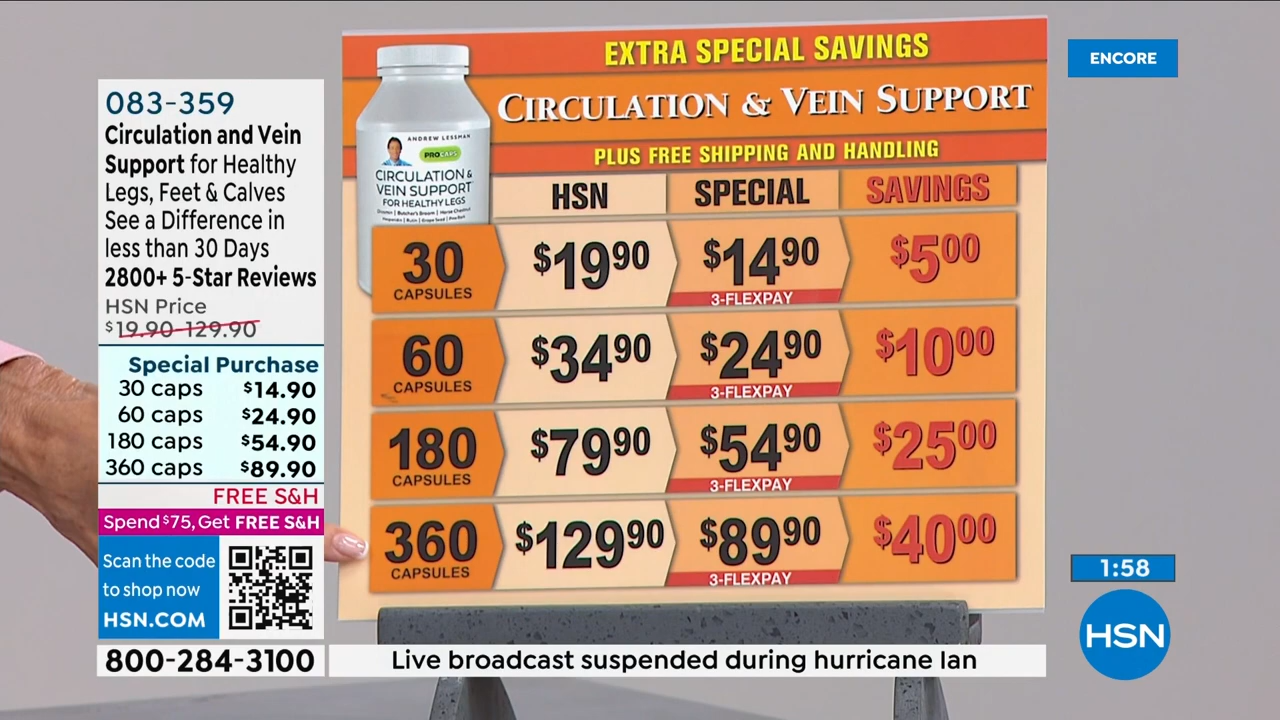 083-359
Circulation and Vein
Support for Healthy
Legs, Feet & Calves
See a Difference in
less than 30 Days
2800+ 5-Star Reviews
HSN Price
$19.90-129.90
Special Purchase
30 caps $14.90
60 caps $24.90
180 caps $54.90
360 caps $89.90
FREE S&H
Spend $75, Get FREE S&H
Scan the code
to shop now
HSN.COM
800-284-3100
EXTRA SPECIAL SAVINGS
CIRCULATION & VEIN SUPPORT
PLUS FREE SHIPPING AND HANDLING
ANDREW LESSMAN
PROCAPS
CIRCULATION &
VEIN SUPPORT
FOR HEALTHY LEGS
Diosmin | Butcher's Broom | Horse Chestnut
HSN SPECIAL SAVINGS
30 CAPSULES $19.90 $14.90 3-FLEXPAY $5.00
60 CAPSULES $34.90 $24.90 3-FLEXPAY $10.00
180 CAPSULES $79.90 $54.90 3-FLEXPAY $25.00
360 CAPSULES $129.90 $89.90 3-FLEXPAY $40.00
ENCORE
1:58
HSN
Live broadcast suspended during hurricane Ian